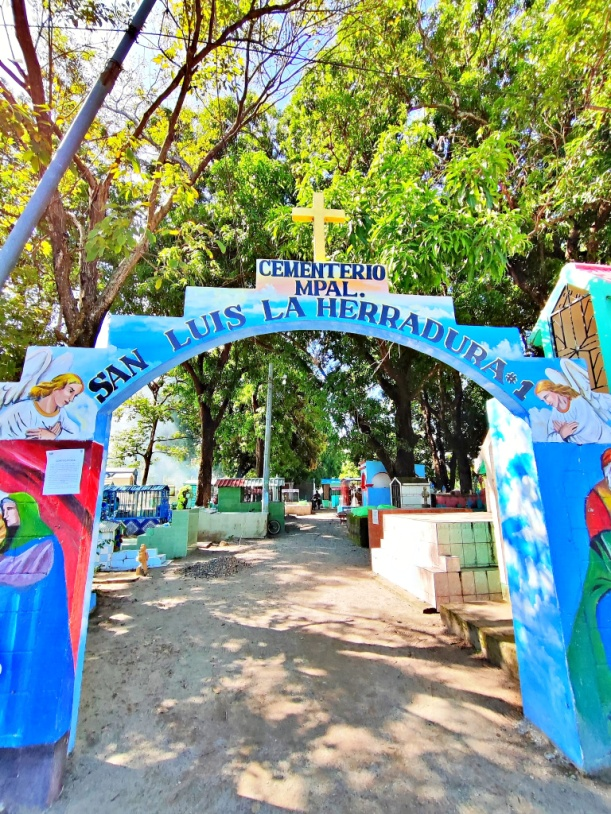 CEMENTERIO
MPAL.
SAN LUIS LA HERRADURA #1